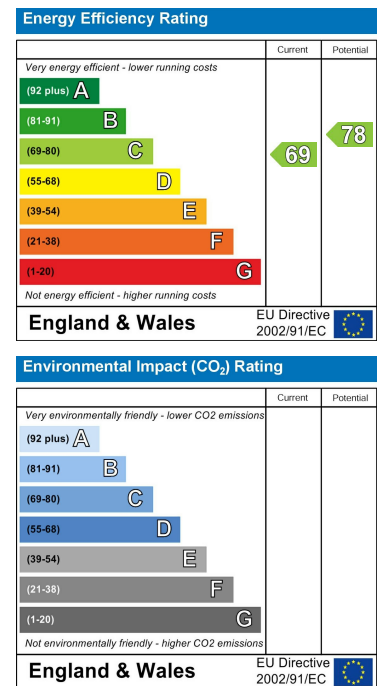 Energy Efficiency Rating
Current Potential
Very energy efficient - lower running costs
(92 plus) A
(81-91) B
(69-80) C
(55-68) D
(39-54) E
(21-38) F
(1-20) G
69
78
Not energy efficient - higher running costs
England & Wales
EU Directive
2002/91/EC
Environmental Impact (CO₂) Rating
Current Potential
Very environmentally friendly - lower CO2 emissions
(92 plus) A
(81-91) B
(69-80) C
(55-68) D
(39-54) E
(21-38) F
(1-20) G
Not environmentally friendly - higher CO2 emissions
England & Wales
EU Directive
2002/91/EC